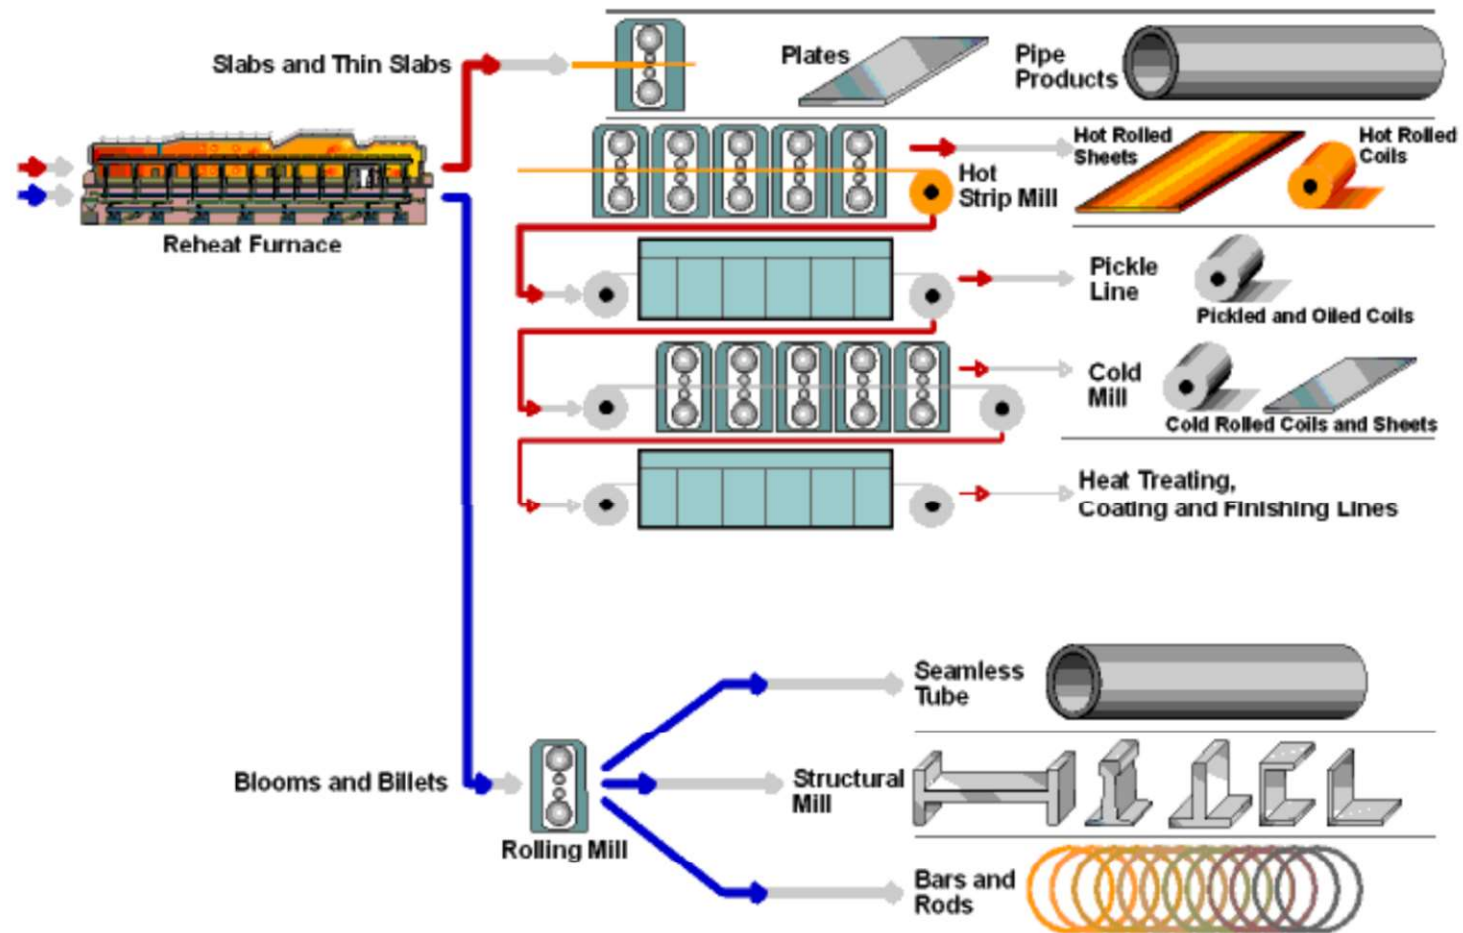 Slabs and Thin Slabs
Plates
Pipe
Products
Reheat Furnace
Hot
Strip Mill
Hot Rolled
Sheets
Hot Rolled
Coils
Pickle
Line
Pickled and Oiled Coils
Cold
Mill
Cold Rolled Coils and Sheets
Heat Treating,
Coating and Finishing Lines
Seamless
Tube
Blooms and Billets
Rolling Mill
Structural
Mill
Bars and
Rods